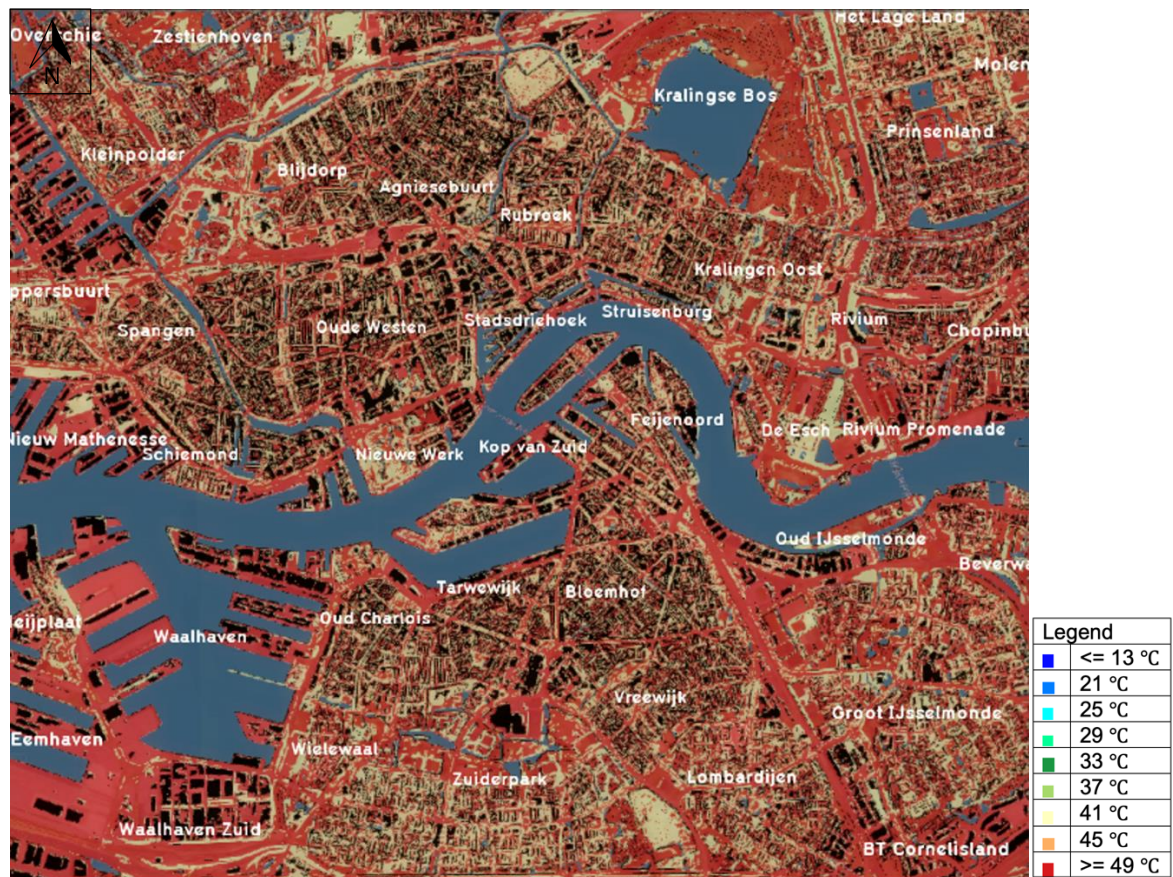 Overschie
Zestienhoven
Het Lage Land
N
Molen
Kralingse Bos
Prinsenland
Kleinpolder
Blijdorp
Agniesebuurt
Rubroek
Kralingen Oost
ppersbuurt
Spangen
Oude Westen
Stadsdriehoek
Struisenburg
Rivium
Chopinbu
Nieuw Mathenesse
Schiemond
Nieuwe Werk
Kop van Zuid
Feijenoord
De Esch
Rivium Promenade
Oud IJsselmonde
Beverwa
Tarwewijk
Bloemhof
eijplaat
Waalhaven
Oud Charlois
Vreewijk
Groot IJsselmonde
Eemhaven
Wielewaal
Zuiderpark
Lombardijen
Waalhaven Zuid
BT Cornelisland
Legend
<= 13 °C
21 °C
25 °C
29 °C
33 °C
37 °C
41 °C
45 °C
>= 49 °C